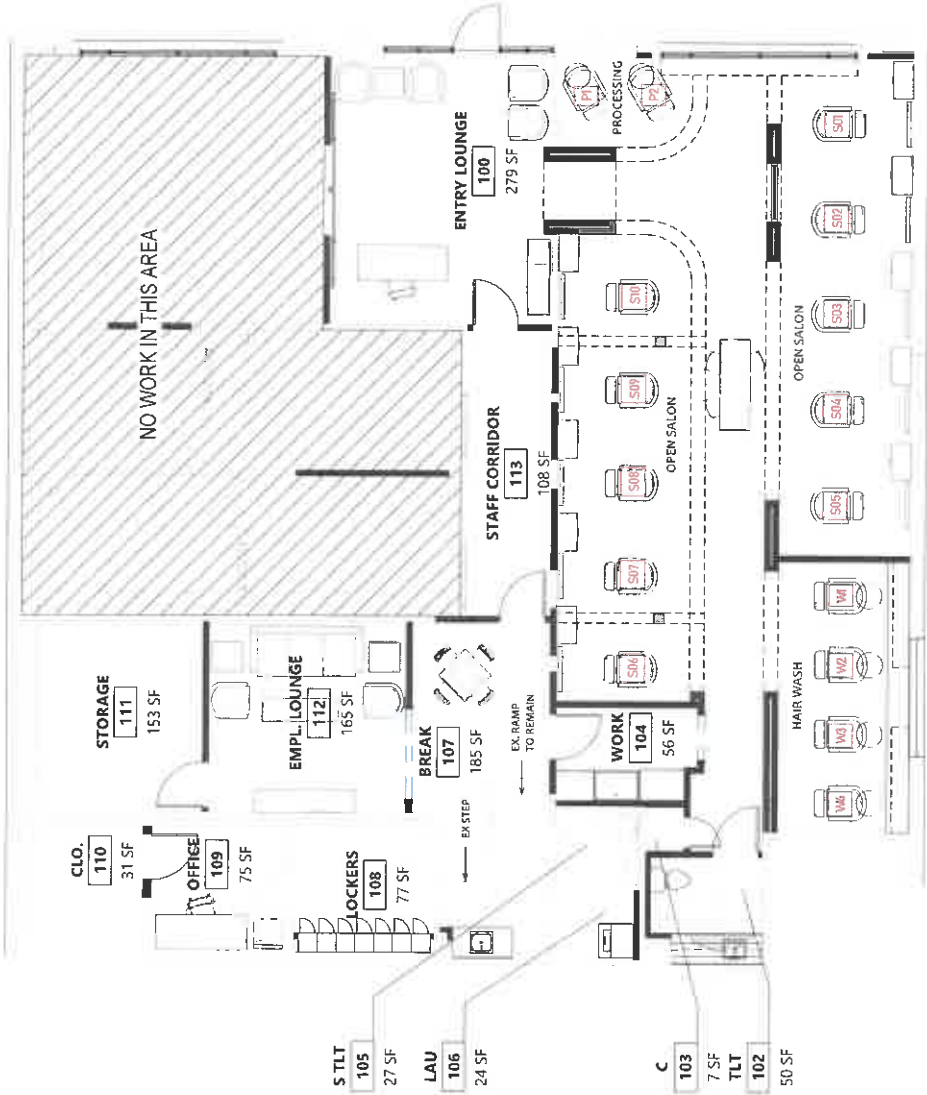 NO WORK IN THIS AREA
STORAGE
111
153 SF
CLO.
110
31 SF
OFFICE
109
75 SF
EMPL. LOUNGE
112
165 SF
LOCKERS
108
77 SF
BREAK
107
185 SF
EX STEP
EX. RAMP
TO REMAIN
STAFF CORRIDOR
113
108 SF
ENTRY LOUNGE
100
279 SF
PROCESSING
P1
P2
WORK
104
56 SF
S TLT
105
27 SF
LAU
106
24 SF
C
103
7 SF
TLT
102
50 SF
OPEN SALON
S06
S07
S08
S09
S10
OPEN SALON
S05
S04
S03
S02
S01
HAIR WASH
W4
W3
W2
W1